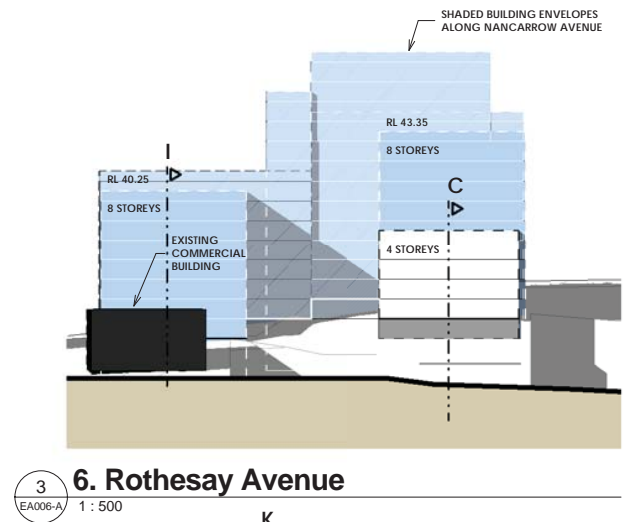 SHADED BUILDING ENVELOPES
ALONG NANCARROW AVENUE
RL 43.35
8 STOREYS
I
RL 40.25
8 STOREYS
C
4 STOREYS
EXISTING
COMMERCIAL
BUILDING
3
EA006-A
6. Rothesay Avenue
1 : 500
K